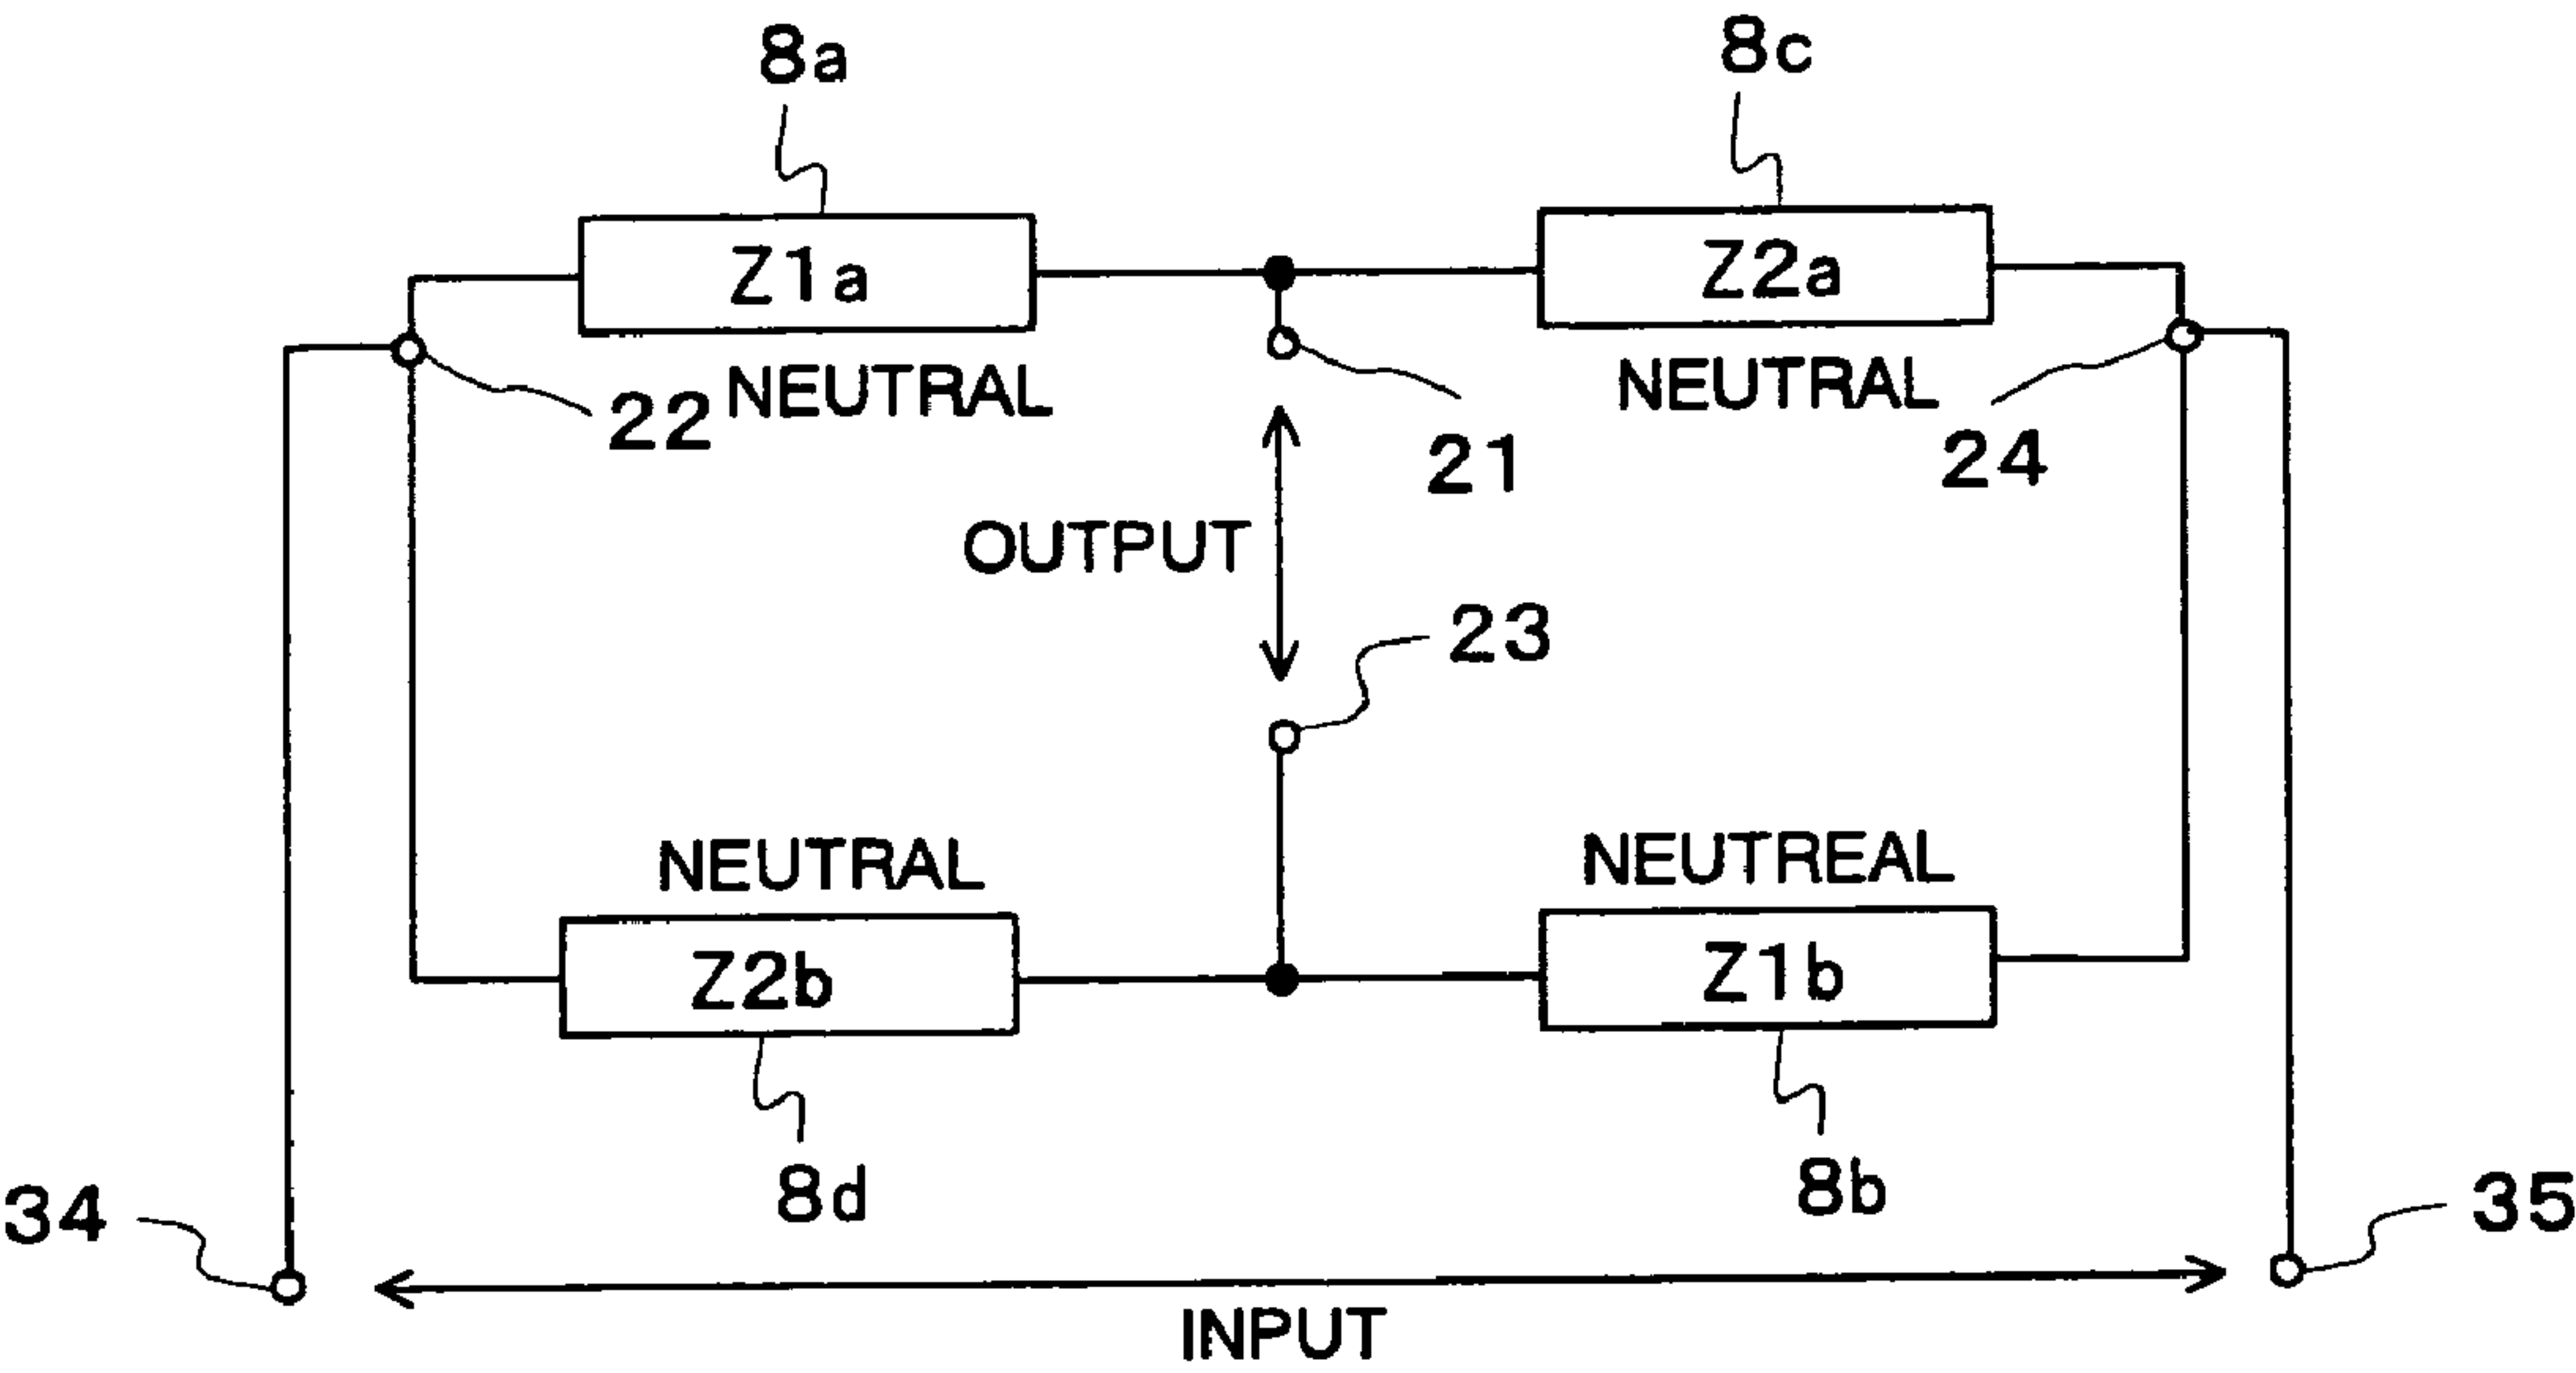 8a
8c
Z1a
Z2a
22
NEUTRAL
NEUTRAL
21
24
OUTPUT
23
NEUTRAL
NEUTREAL
Z2b
Z1b
8d
8b
34
35
INPUT